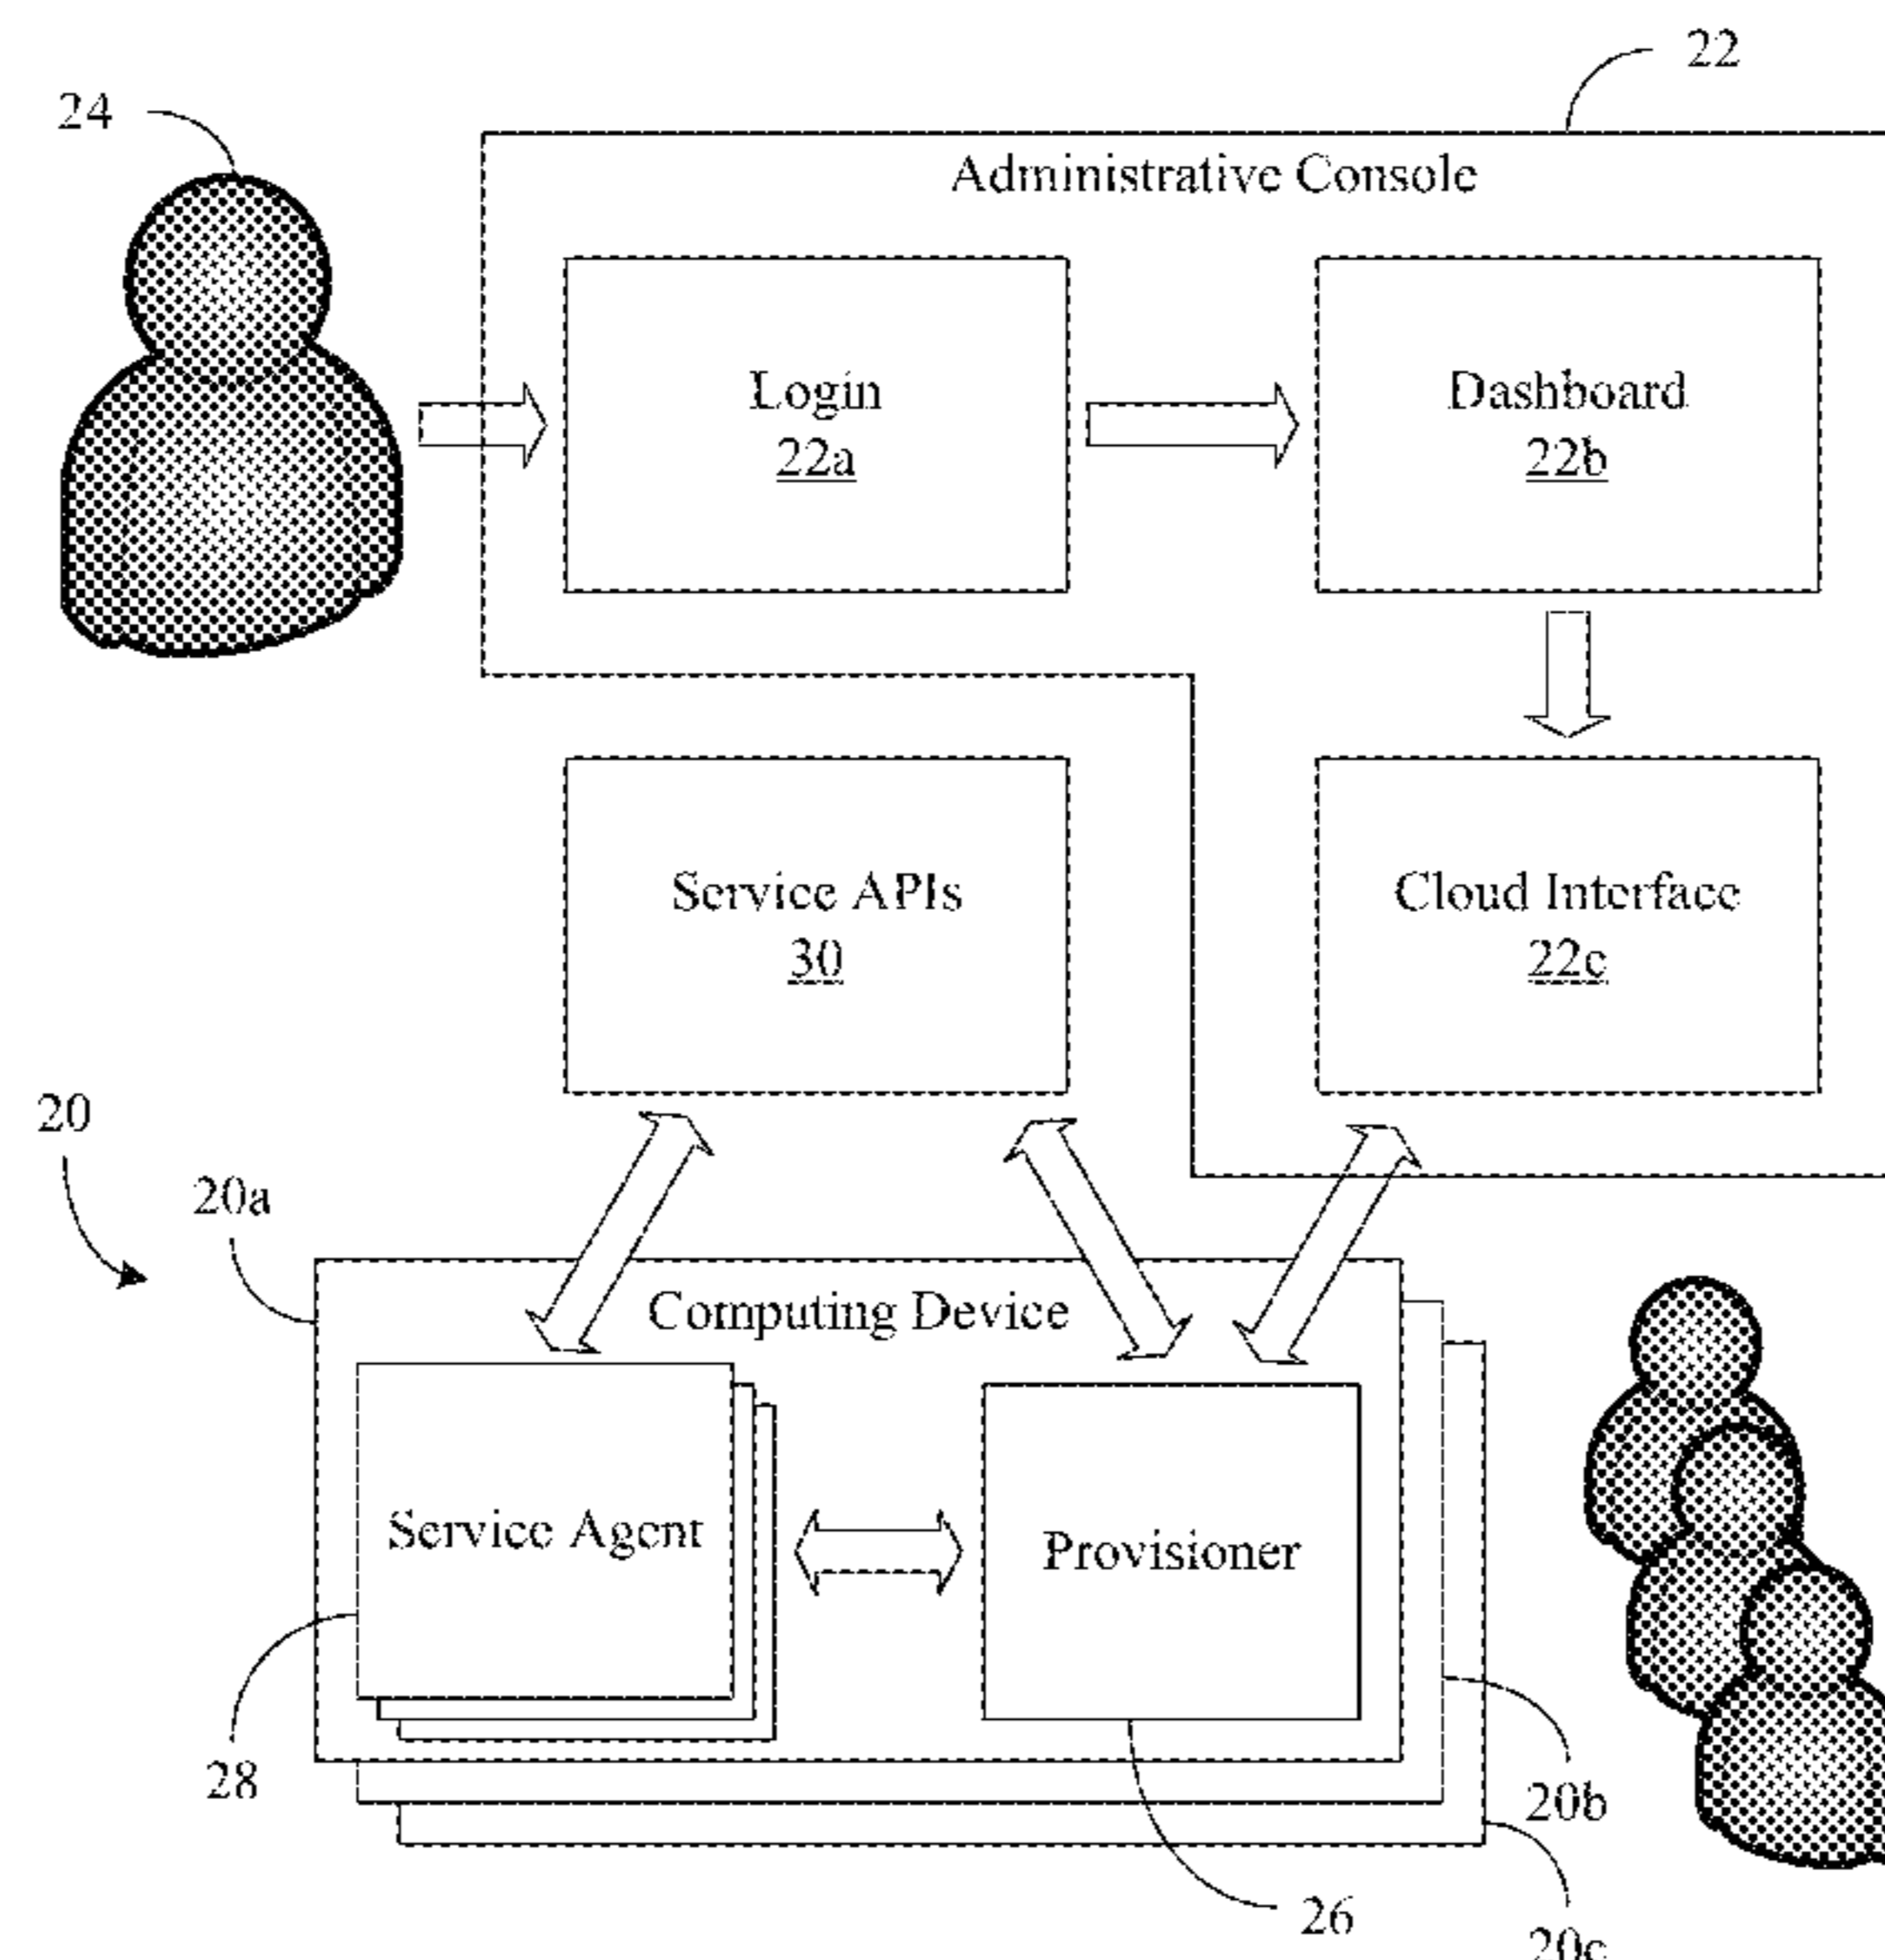 22
24
Administrative Console
Login
22a
Dashboard
22b
Service APIs
30
Cloud Interface
22c
20
20a
Computing Device
Service Agent
Provisioner
28
20b
26
20c